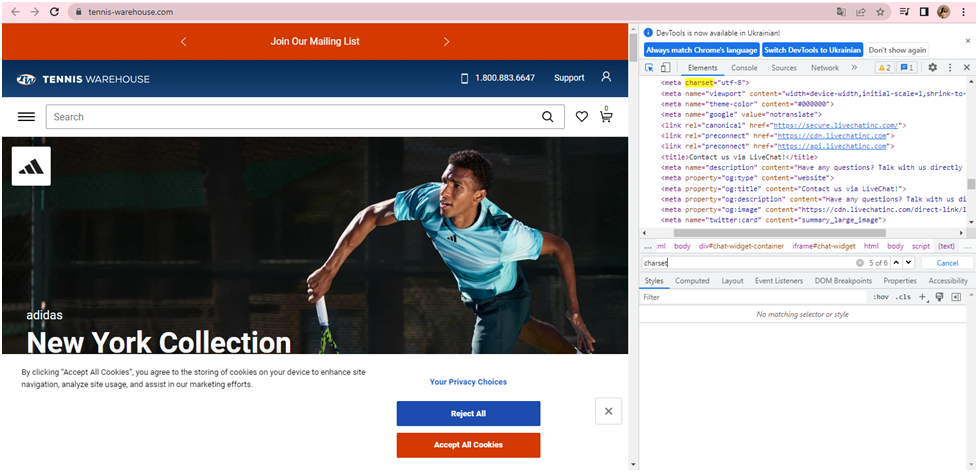 tennis-warehouse.com
Join Our Mailing List
TW TENNIS WAREHOUSE
1.800.883.6647 Support
Search
0
adidas
New York Collection
By clicking "Accept All Cookies", you agree to the storing of cookies on your device to enhance site
navigation, analyze site usage, and assist in our marketing efforts.
Your Privacy Choices
Reject All
Accept All Cookies
DevTools is now available in Ukrainian!
Always match Chrome's language Switch DevTools to Ukrainian Don't show again
Elements Console Sources Network » 2 1
<meta charset="utf-8">
<meta name="viewport" content="width=device-width,initial-scale=1,shrink-to-
<meta name="theme-color" content="#000000">
<meta name="google" value="notranslate">
<link rel="canonical" href="https://secure.livechatinc.com/">
<link rel="preconnect" href="https://cdn.livechatinc.com">
<link rel="preconnect" href="https://api.livechatinc.com">
<title>Contact us via LiveChat!</title>
<meta name="description" content="Have any questions? Talk with us directly
<meta property="og:type" content="website">
<meta property="og:title" content="Contact us via LiveChat!">
<meta property="og:description" content="Have any questions? Talk with us di
<meta property="og:image" content="https://cdn.livechatinc.com/direct-link/l
<meta name="twitter:card" content="summary_large_image">
... :ml body div#chat-widget-container iframe#chat-widget html body script (text) ...
charset 5 of 6 Cancel
Styles Computed Layout Event Listeners DOM Breakpoints Properties Accessibility
Filter :hov .cls +
No matching selector or style